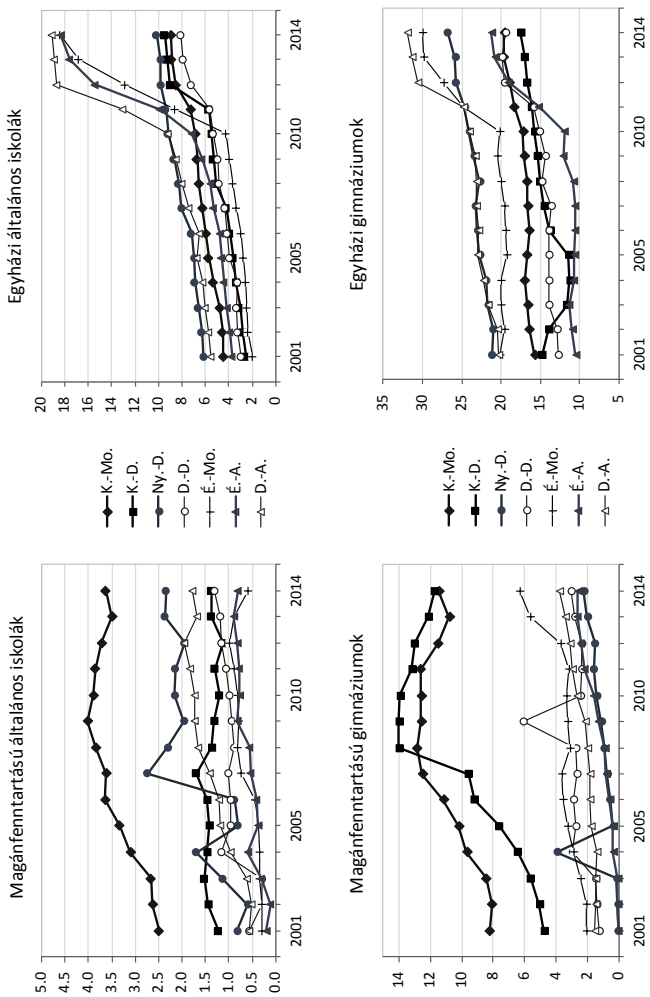 Magánfenntartású általános iskolák
5.0
4.5
4.0
3.5
3.0
2.5
2.0
1.5
1.0
0.5
0.0
2001 2005 2010 2014
K.-Mo.
K.-D.
Ny.-D.
D.-D.
É.-Mo.
É.-A.
D.-A.
Egyházi általános iskolák
20
18
16
14
12
10
8
6
4
2
0
2001 2005 2010 2014
Magánfenntartású gimnáziumok
14
12
10
8
6
4
2
0
2001 2005 2010 2014
K.-Mo.
K.-D.
Ny.-D.
D.-D.
É.-Mo.
É.-A.
D.-A.
Egyházi gimnáziumok
35
30
25
20
15
10
5
2001 2005 2010 2014